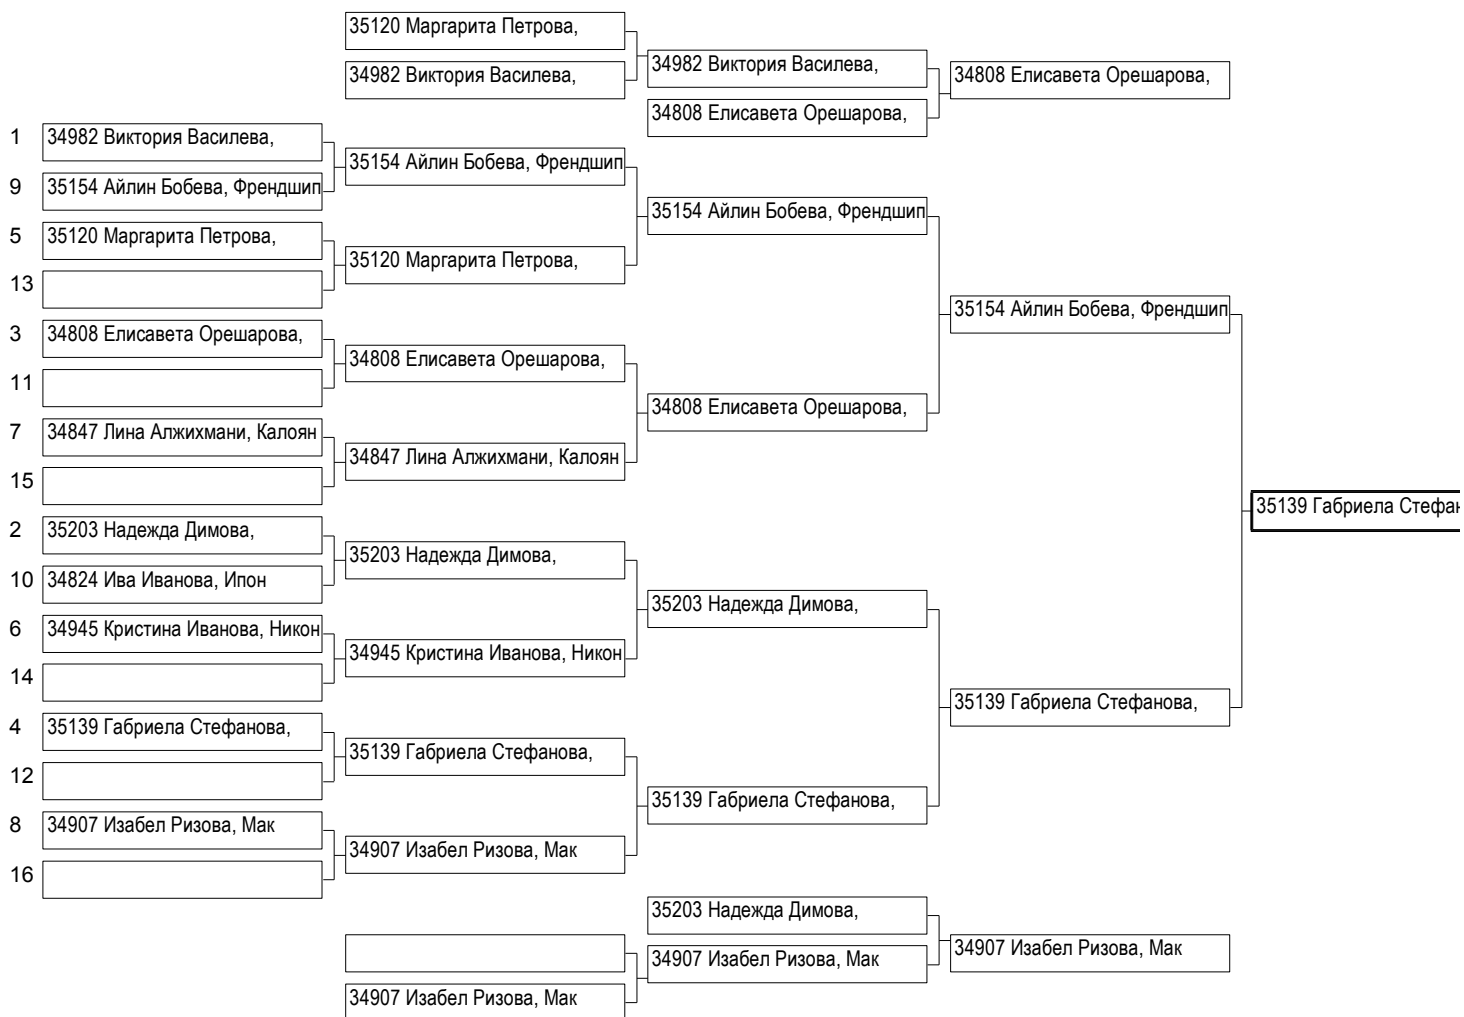 35120 Маргарита Петрова,
34982 Виктория Василева,
34982 Виктория Василева,
34808 Елисавета Орешарова,
34808 Елисавета Орешарова,
1 34982 Виктория Василева,
35154 Айлин Бобева, Френдшип
9 35154 Айлин Бобева, Френдшип
35154 Айлин Бобева, Френдшип
5 35120 Маргарита Петрова,
35120 Маргарита Петрова,
13
35154 Айлин Бобева, Френдшип
3 34808 Елисавета Орешарова,
34808 Елисавета Орешарова,
11
34808 Елисавета Орешарова,
7 34847 Лина Алжихмани, Калоян
34847 Лина Алжихмани, Калоян
15
35139 Габриела Стефан
2 35203 Надежда Димова,
35203 Надежда Димова,
10 34824 Ива Иванова, Ипон
35203 Надежда Димова,
6 34945 Кристина Иванова, Никон
34945 Кристина Иванова, Никон
14
35139 Габриела Стефанова,
4 35139 Габриела Стефанова,
35139 Габриела Стефанова,
12
35139 Габриела Стефанова,
8 34907 Изабел Ризова, Мак
34907 Изабел Ризова, Мак
16
35203 Надежда Димова,
34907 Изабел Ризова, Мак
34907 Изабел Ризова, Мак
34907 Изабел Ризова, Мак